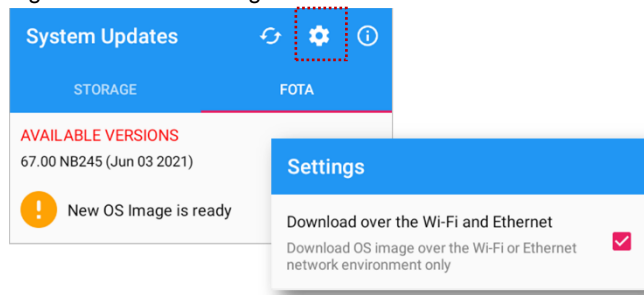 System Updates
STORAGE
FOTA
AVAILABLE VERSIONS
67.00 NB245 (Jun 03 2021)
New OS Image is ready
Settings
Download over the Wi-Fi and Ethernet
Download OS image over the Wi-Fi or Ethernet
network environment only